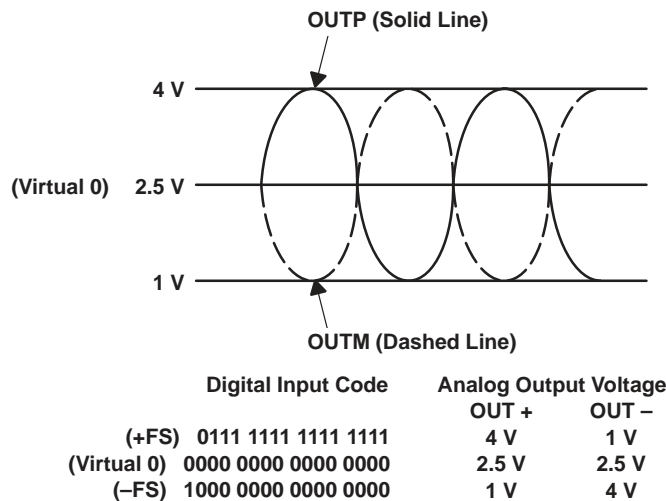 OUTP (Solid Line)
4 V
(Virtual 0) 2.5 V
1 V
OUTM (Dashed Line)
Digital Input Code Analog Output Voltage
OUT + OUT –
(+FS) 0111 1111 1111 1111 4 V 1 V
(Virtual 0) 0000 0000 0000 0000 2.5 V 2.5 V
(–FS) 1000 0000 0000 0000 1 V 4 V